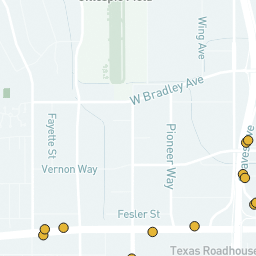 Wing Ave
W Bradley Ave
Fayette St
Vernon Way
Pioneer Way
Fesler St
Texas Roadhouse